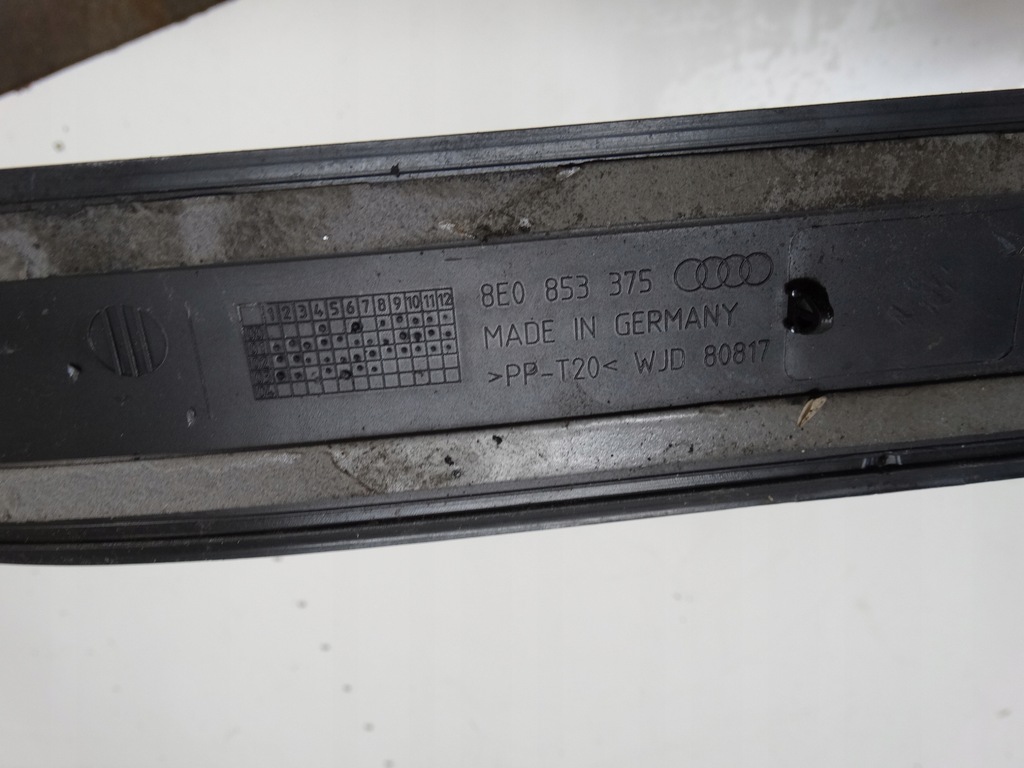 1 2 3 4 5 6 7 8 9 10 11 12
8E0 853 375
MADE IN GERMANY
>PP-T20< WJD 80817